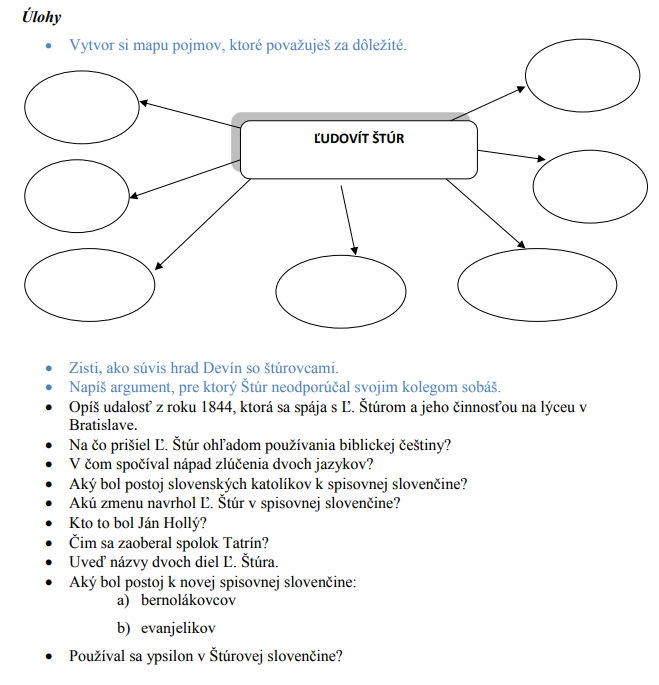 Úlohy
• Vytvor si mapu pojmov, ktoré považuješ za dôležité.
ĽUDOVÍT ŠTÚR
• Zisti, ako súvis hrad Devín so štúrovcami.
• Napíš argument, pre ktorý Štúr neodporúčal svojim kolegom sobáš.
• Opíš udalosť z roku 1844, ktorá sa spája s Ľ. Štúrom a jeho činnosťou na lýceu v
Bratislave.
• Na čo prišiel Ľ. Štúr ohľadom používania biblickej češtiny?
• V čom spočíval nápad zlúčenia dvoch jazykov?
• Aký bol postoj slovenských katolíkov k spisovnej slovenčine?
• Akú zmenu navrhol Ľ. Štúr v spisovnej slovenčine?
• Kto to bol Ján Hollý?
• Čim sa zaoberal spolok Tatrín?
• Uveď názvy dvoch diel Ľ. Štúra.
• Aký bol postoj k novej spisovnej slovenčine:
a) bernolákovcov
b) evanjelikov
• Používal sa ypsilon v Štúrovej slovenčine?